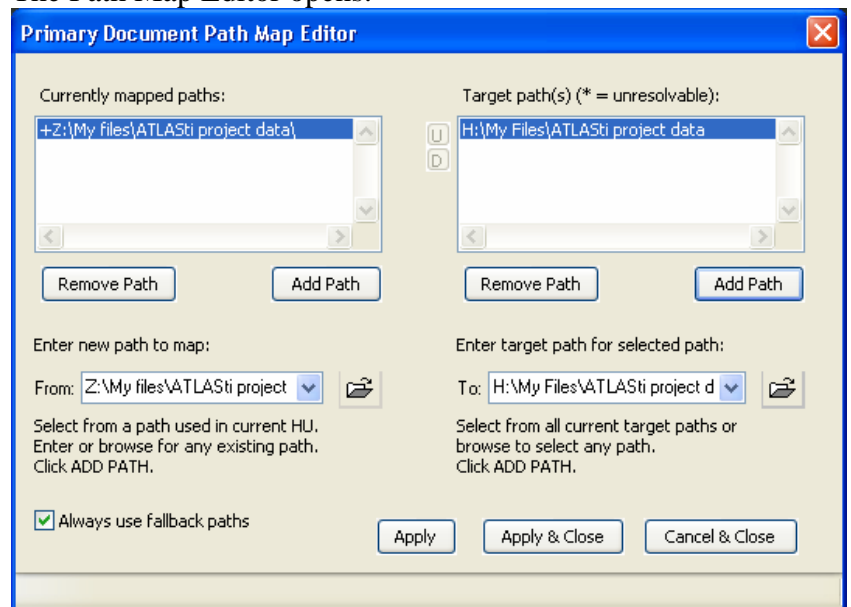 The Path Map Editor opens.
Primary Document Path Map Editor
Currently mapped paths:
Target path(s) (* = unresolvable):
+Z:\My files\ATLASti project data\
U
H:\My Files\ATLASti project data
D
Remove Path
Add Path
Remove Path
Add Path
Enter new path to map:
Enter target path for selected path:
From: Z:\My files\ATLASti project
To: H:\My Files\ATLASti project d
Select from a path used in current HU.
Enter or browse for any existing path.
Click ADD PATH.
Select from all current target paths or
browse to select any path.
Click ADD PATH.
Always use fallback paths
Apply
Apply & Close
Cancel & Close